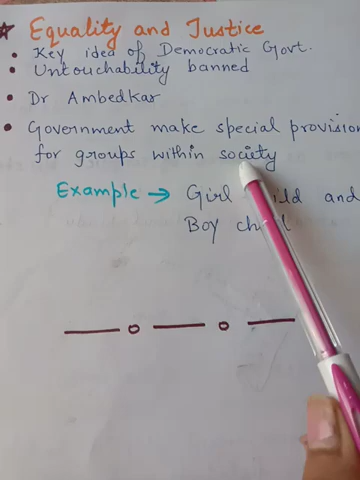 Equality and Justice
Key idea of Democratic Govt.
Untouchability banned
Dr Ambedkar
Government make special provision
for groups within society
Example → Girl and
Boy